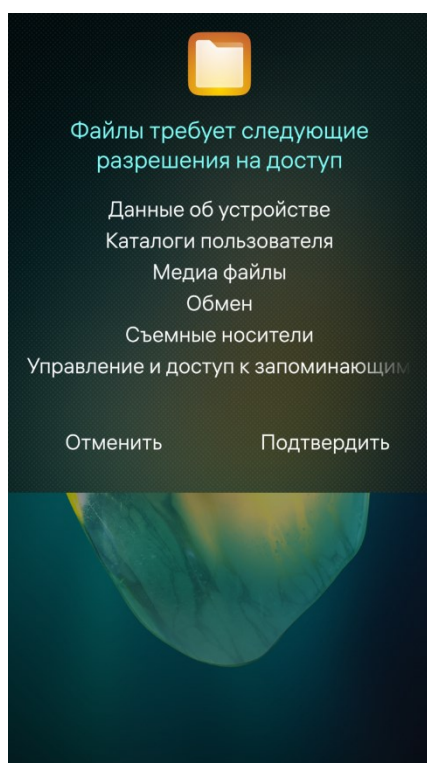 Файлы требует следующие
разрешения на доступ
Данные об устройстве
Каталоги пользователя
Медиа файлы
Обмен
Съемные носители
Управление и доступ к запоминающим
Отменить
Подтвердить